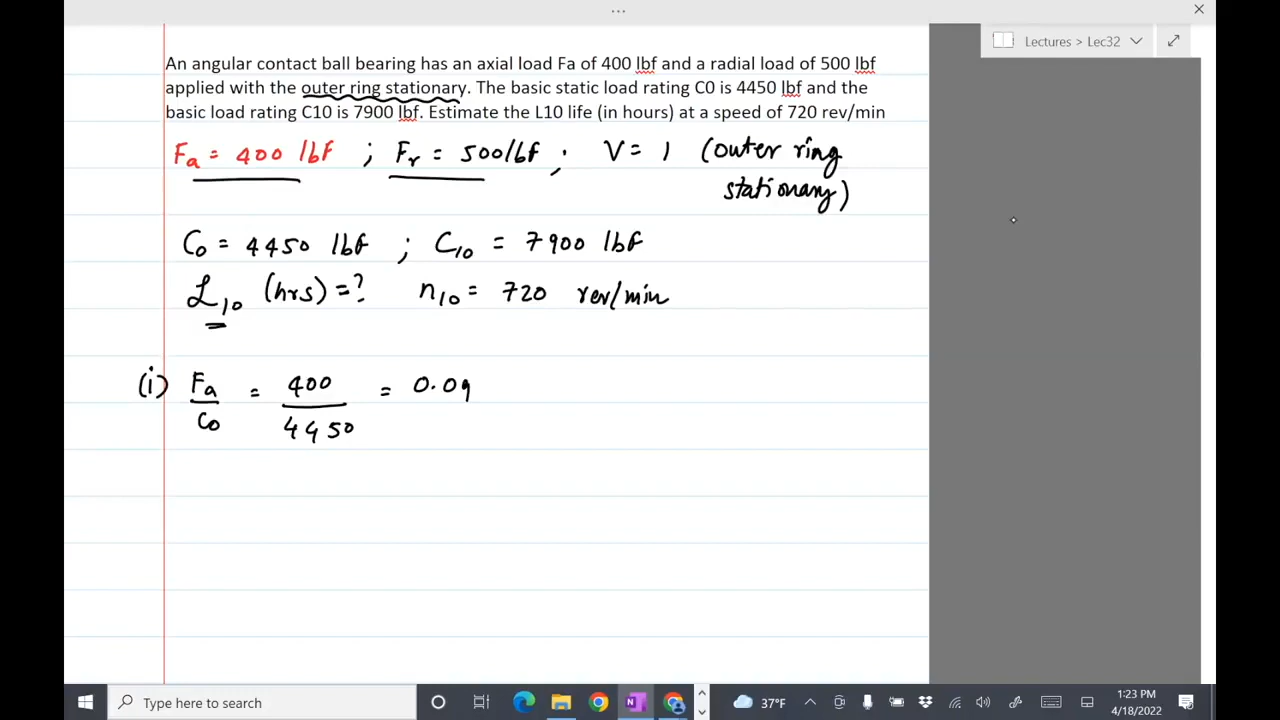 Lectures > Lec32
An angular contact ball bearing has an axial load Fa of 400 lbf and a radial load of 500 lbf
applied with the outer ring stationary. The basic static load rating C0 is 4450 lbf and the
basic load rating C10 is 7900 lbf. Estimate the L10 life (in hours) at a speed of 720 rev/min
Fa = 400 lbf ; Fr = 500 lbf ; V = 1 (outer ring
stationary)
C0 = 4450 lbf ; C10 = 7900 lbf
L10 (hrs) = ? n10 = 720 rev/min
(i) Fa/C0 = 400/4450 = 0.09
Type here to search
37°F
1:23 PM
4/18/2022